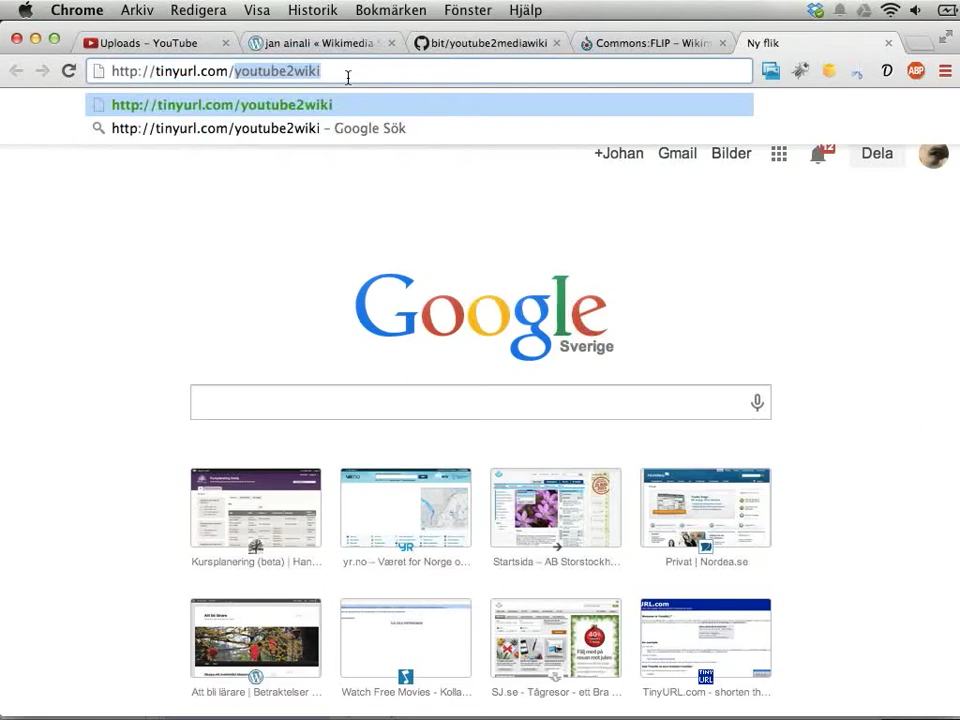 Chrome Arkiv Redigera Visa Historik Bokmärken Fönster Hjälp
Uploads – YouTube
jan ainali « Wikimedia S
bit/youtube2mediawiki
Commons:FLIP – Wikim
Ny flik
http://tinyurl.com/youtube2wiki
http://tinyurl.com/youtube2wiki
http://tinyurl.com/youtube2wiki – Google Sök
+Johan Gmail Bilder 12 Dela
Google
Sverige
Kursplanering (beta) | Han...
yr.no – Været for Norge o...
Startsida – AB Storstockh...
Privat | Nordea.se
Att bli lärare | Betraktelser ...
Watch Free Movies - Kolla...
SJ.se - Tågresor - ett Bra ...
TinyURL.com - shorten th...